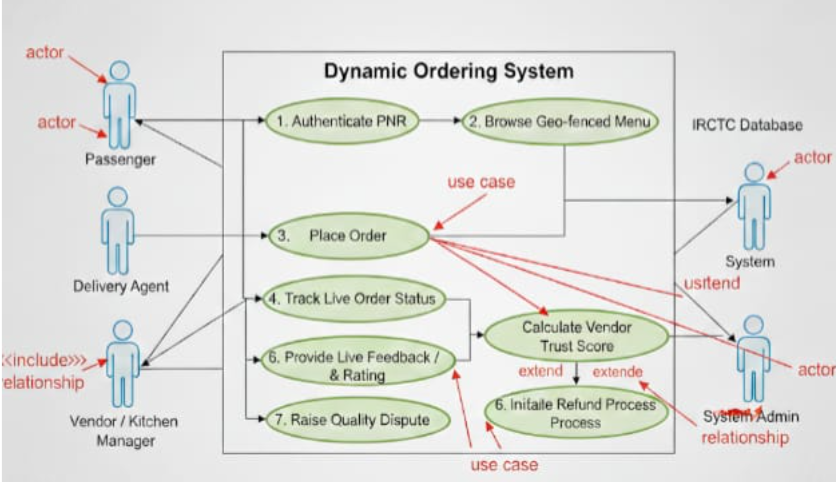 Dynamic Ordering System
actor
actor
Passenger
1. Authenticate PNR
2. Browse Geo-fenced Menu
IRCTC Database
actor
use case
3. Place Order
System
Delivery Agent
4. Track Live Order Status
usrtend
Calculate Vendor
Trust Score
<include>>>
relationship
6. Provide Live Feedback /
& Rating
extend
extende
actor
Vendor / Kitchen
Manager
7. Raise Quality Dispute
6. Initaile Refund Process
Process
System Admin
relationship
use case